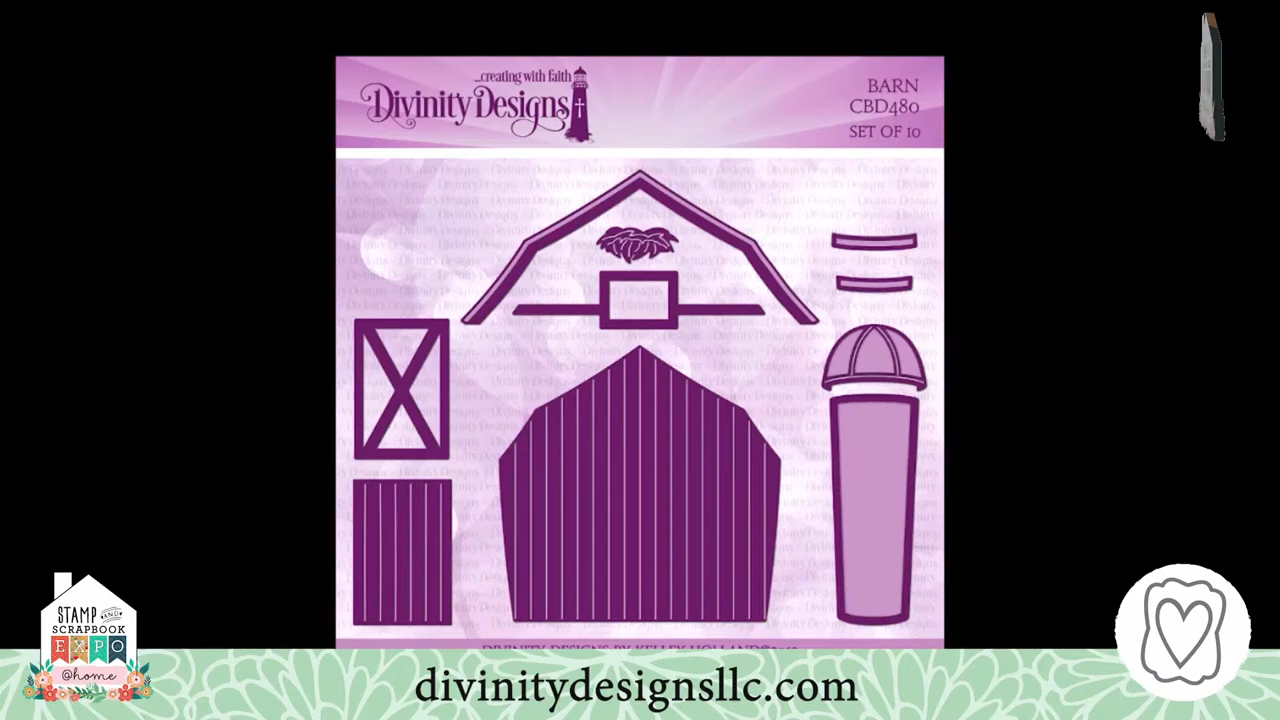 ...creating with faith
Divinity Designs
BARN
CBD480
SET OF 10
STAMP AND
SCRAPBOOK
EXPO
@home
divinitydesignsllc.com